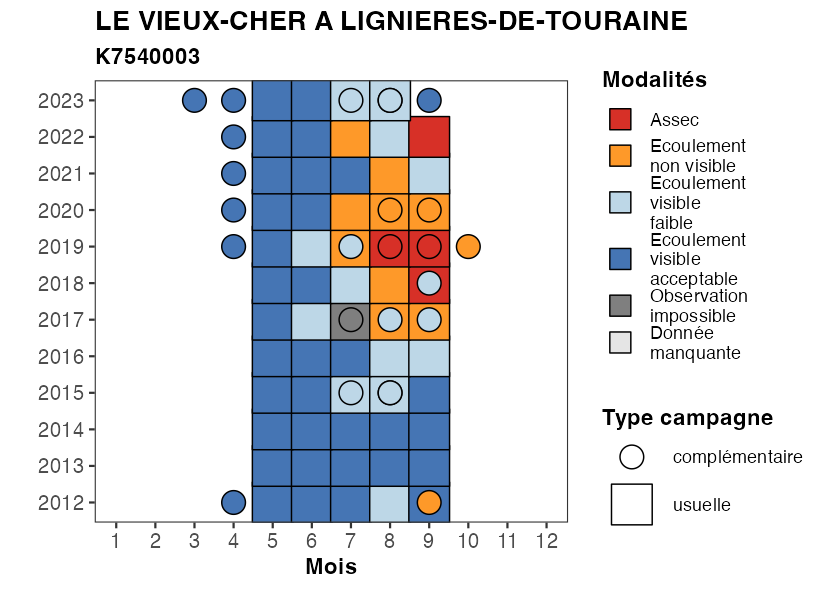 LE VIEUX-CHER A LIGNIERES-DE-TOURAINE
K7540003
2023
2022
2021
2020
2019
2018
2017
2016
2015
2014
2013
2012
1 2 3 4 5 6 7 8 9 10 11 12
Mois
Modalités
Assec
Ecoulement
non visible
Ecoulement
visible
faible
Ecoulement
visible
acceptable
Observation
impossible
Donnée
manquante
Type campagne
complémentaire
usuelle